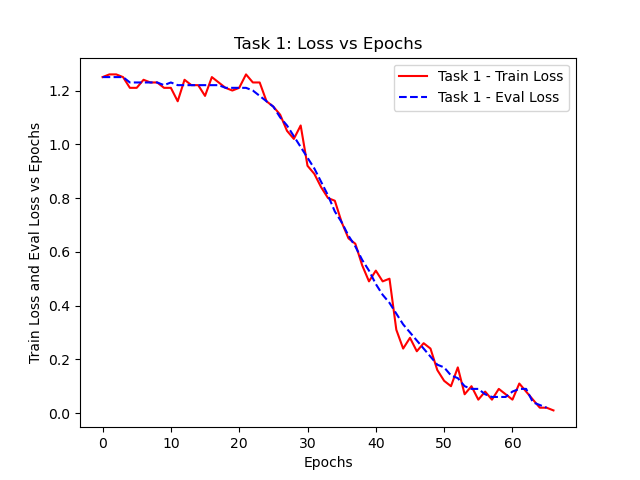 Task 1: Loss vs Epochs
Task 1 - Train Loss
Task 1 - Eval Loss
Train Loss and Eval Loss vs Epochs
1.2
1.0
0.8
0.6
0.4
0.2
0.0
0 10 20 30 40 50 60
Epochs